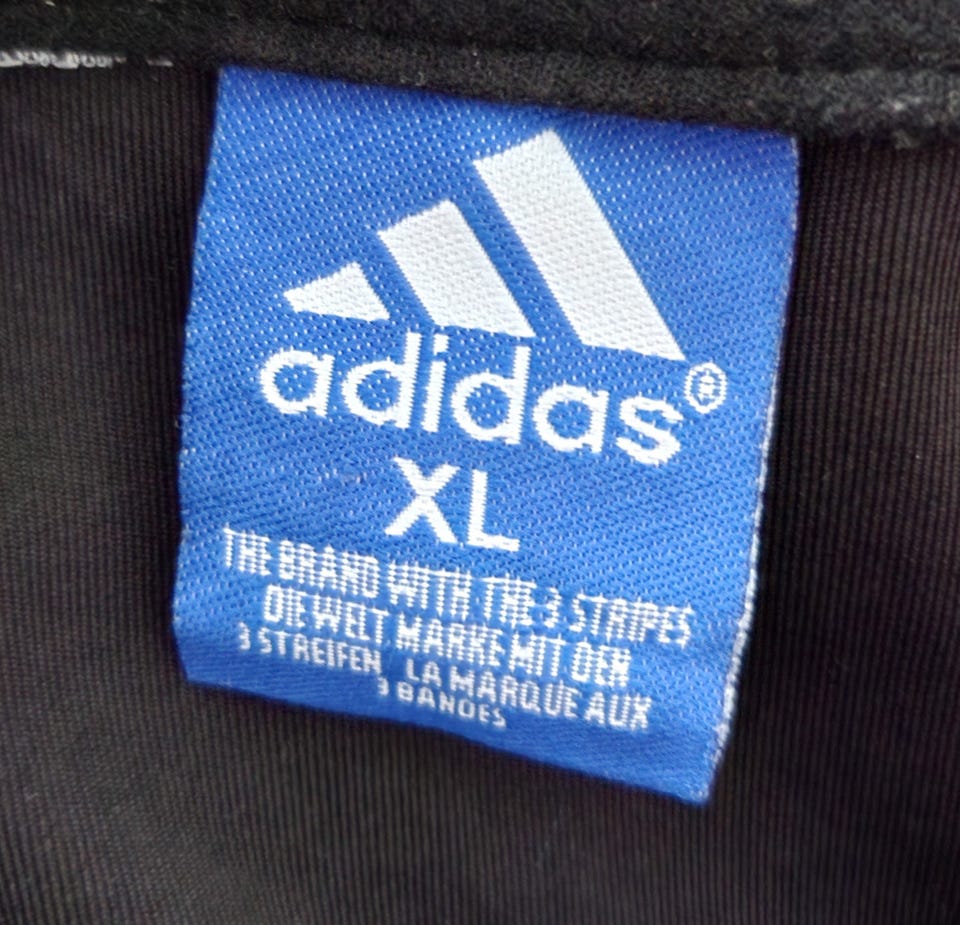 adidas®
XL
THE BRAND WITH THE 3 STRIPES
DIE WELT MARKE MIT DER
3 STREIFEN LA MARQUE AUX
3 BANDES